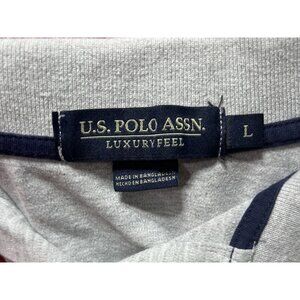 U.S. POLO ASSN.
LUXURYFEEL
L
MADE IN BANGLADESH
HECHO EN BANGLADESH